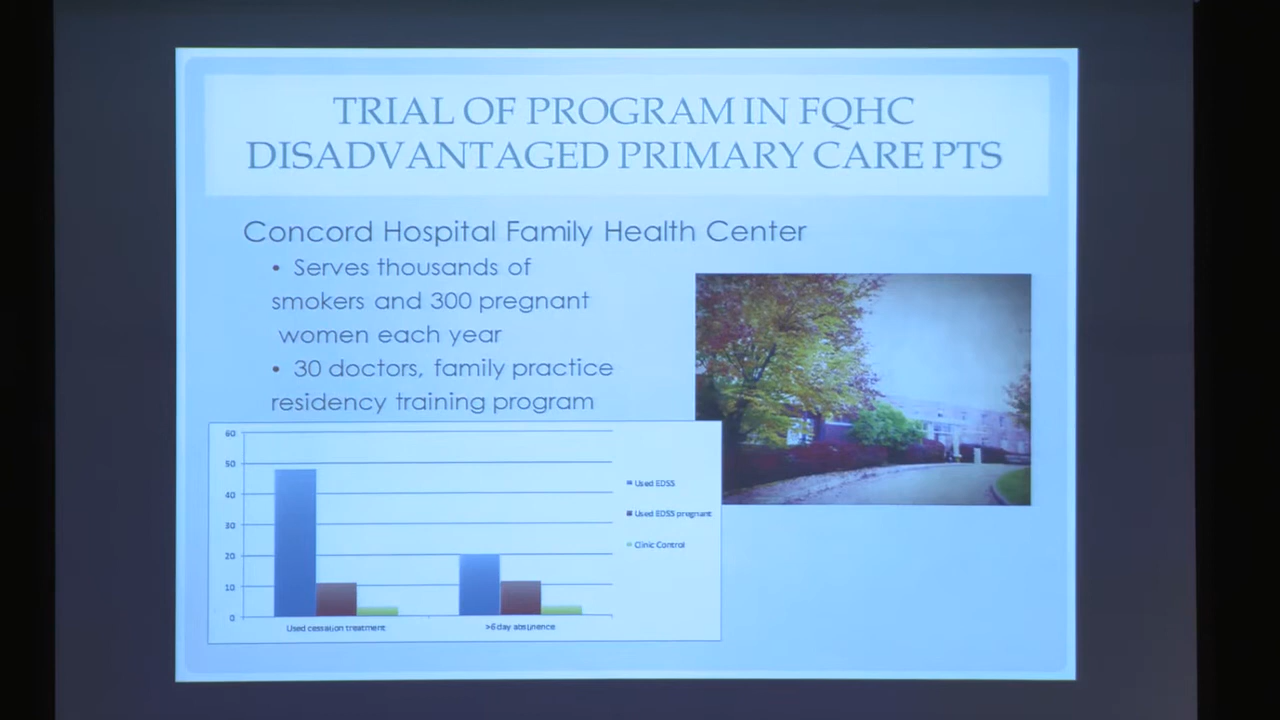 TRIAL OF PROGRAM IN FQHC
DISADVANTAGED PRIMARY CARE PTS
Concord Hospital Family Health Center
• Serves thousands of
smokers and 300 pregnant
women each year
• 30 doctors, family practice
residency training program
60
50
40
30
20
10
0
Used EDSS
Used EDSS pregnant
Clinic Control
Used cessation treatment
>6 day abstinence